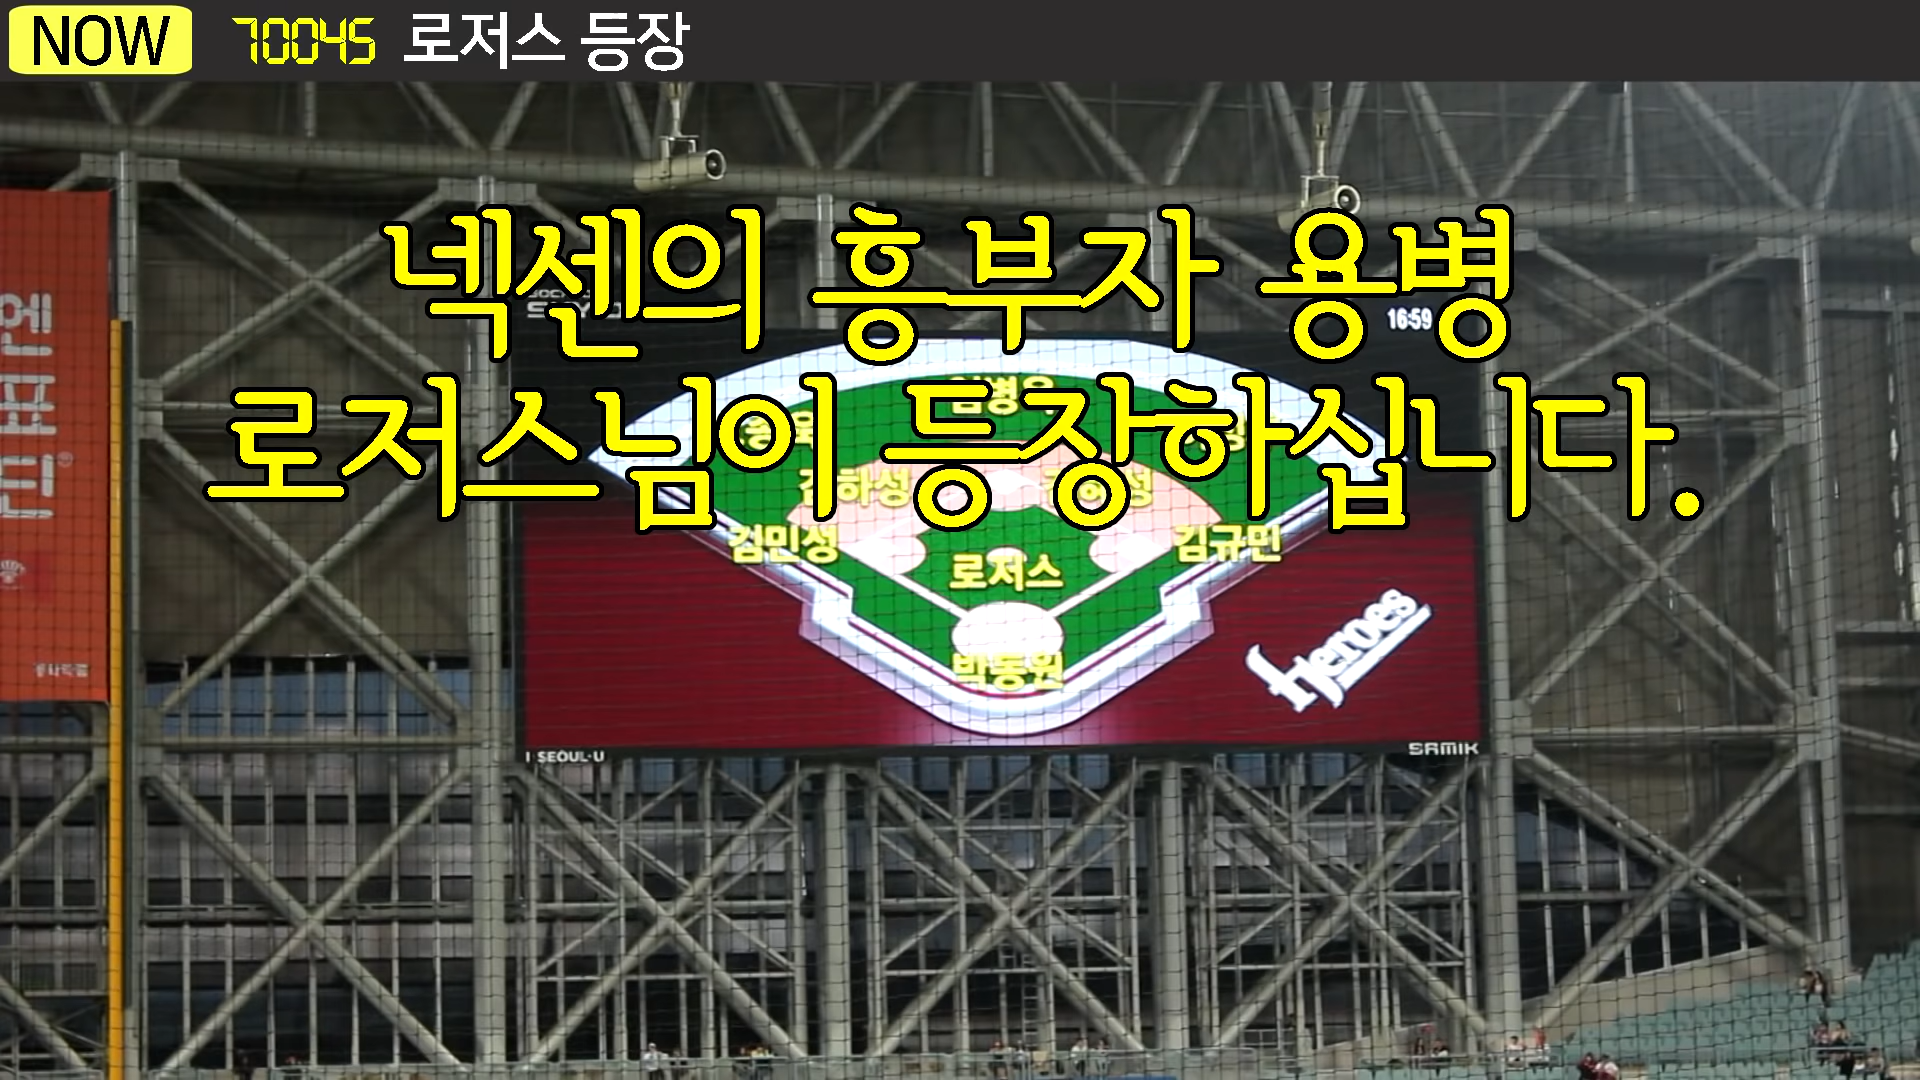 NOW 70045 로저스 등장
넥센의 흥부자 용병
16:59
로저스님이 등장하십니다.
김하성
김민성
김규민
로저스
박동원
Heroes
I SEOUL U
SAMIK